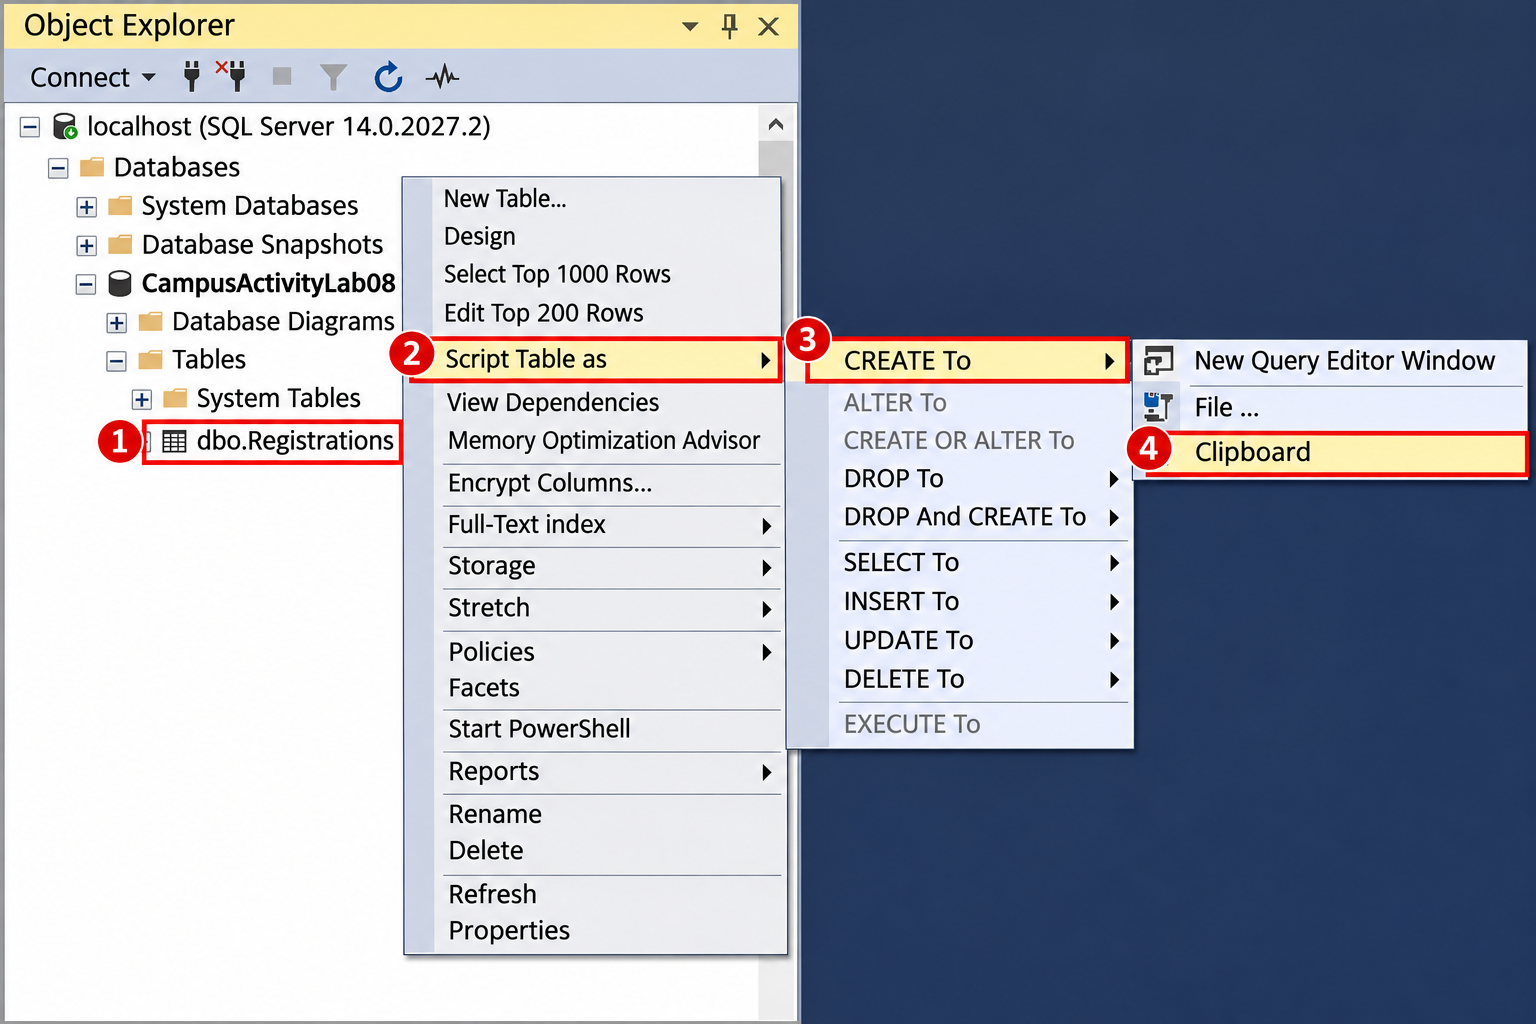 Object Explorer
Connect
localhost (SQL Server 14.0.2027.2)
Databases
System Databases
Database Snapshots
CampusActivityLab08
Database Diagrams
Tables
System Tables
1
dbo.Registrations
New Table...
Design
Select Top 1000 Rows
Edit Top 200 Rows
2
Script Table as
View Dependencies
Memory Optimization Advisor
Encrypt Columns...
Full-Text index
Storage
Stretch
Policies
Facets
Start PowerShell
Reports
Rename
Delete
Refresh
Properties
3
CREATE To
ALTER To
CREATE OR ALTER To
DROP To
DROP And CREATE To
SELECT To
INSERT To
UPDATE To
DELETE To
EXECUTE To
New Query Editor Window
File ...
4
Clipboard